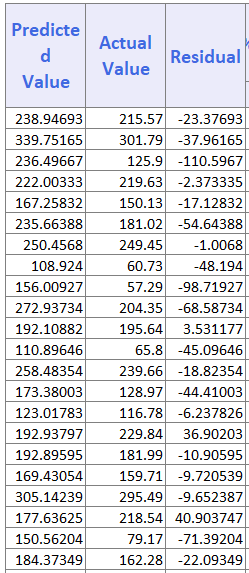 Predicte
d
Value Actual
Value Residual
238.94693 215.57 -23.37693
339.75165 301.79 -37.96165
236.49667 125.9 -110.5967
222.00333 219.63 -2.373335
167.25832 150.13 -17.12832
235.66388 181.02 -54.64388
250.4568 249.45 -1.0068
108.924 60.73 -48.194
156.00927 57.29 -98.71927
272.93734 204.35 -68.58734
192.10882 195.64 3.531177
110.89646 65.8 -45.09646
258.48354 239.66 -18.82354
173.38003 128.97 -44.41003
123.01783 116.78 -6.237826
192.93797 229.84 36.90203
192.89595 181.99 -10.90595
169.43054 159.71 -9.720539
305.14239 295.49 -9.652387
177.63625 218.54 40.903747
150.56204 79.17 -71.39204
184.37349 162.28 -22.09349